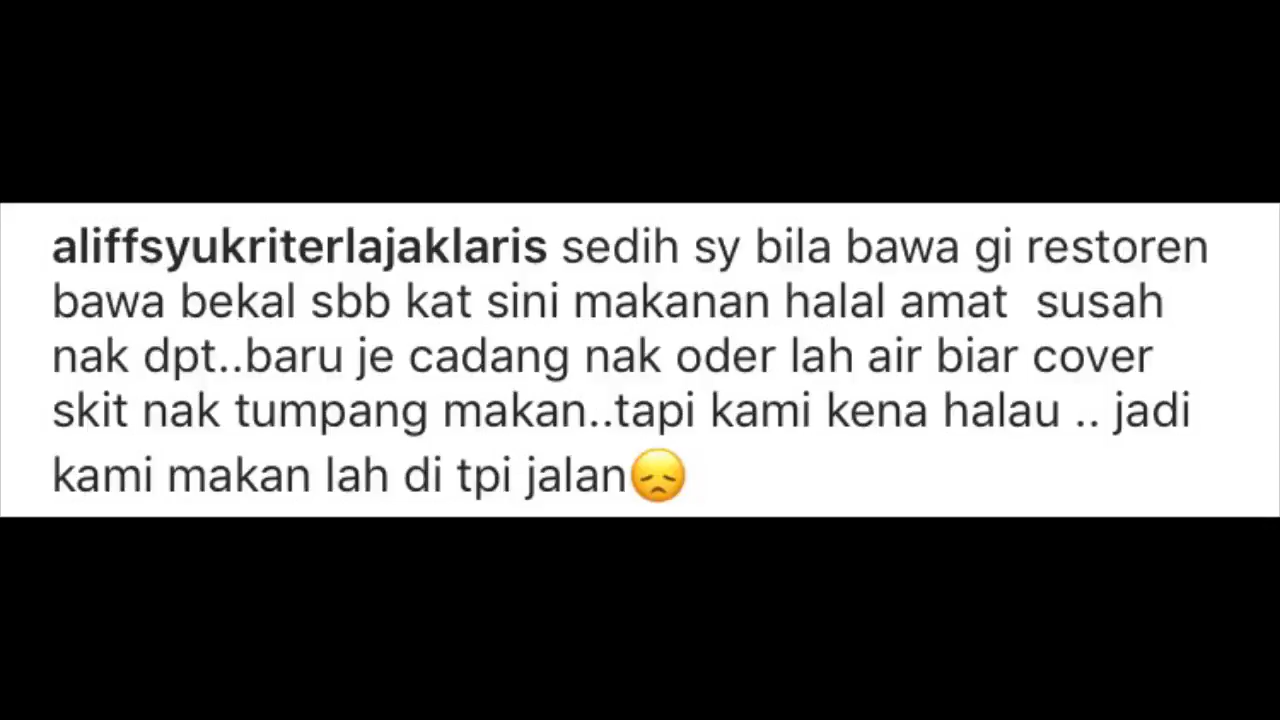 aliffsyukriterlajaklaris sedih sy bila bawa gi restoren
bawa bekal sbb kat sini makanan halal amat  susah
nak dpt..baru je cadang nak oder lah air biar cover
skit nak tumpang makan..tapi kami kena halau .. jadi
kami makan lah di tpi jalan😞